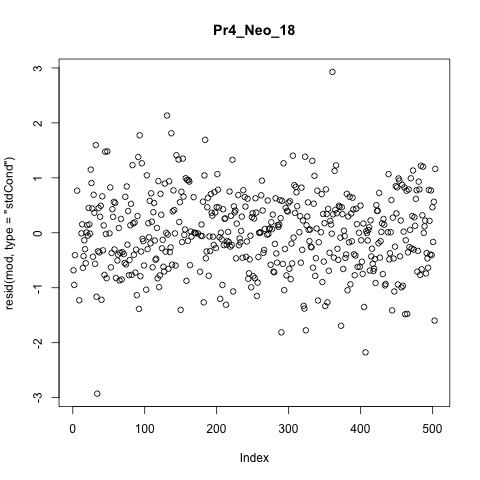 Pr4_Neo_18
3
2
1
0
-1
-2
-3
resid(mod, type = "stdCond")
0 100 200 300 400 500
Index